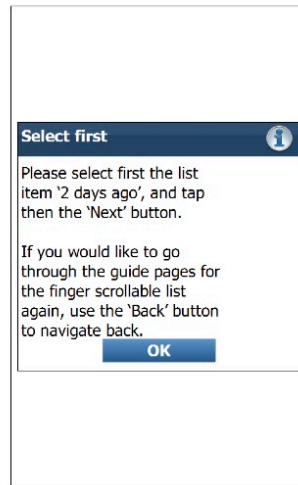 Select first
Please select first the list
item ‘2 days ago’, and tap
then the ‘Next’ button.
If you would like to go
through the guide pages for
the finger scrollable list
again, use the ‘Back’ button
to navigate back.
OK